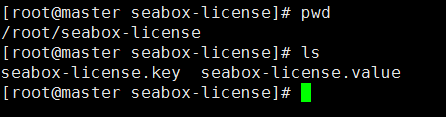 [root@master seabox-license]# pwd
/root/seabox-license
[root@master seabox-license]# ls
seabox-license.key  seabox-license.value
[root@master seabox-license]#